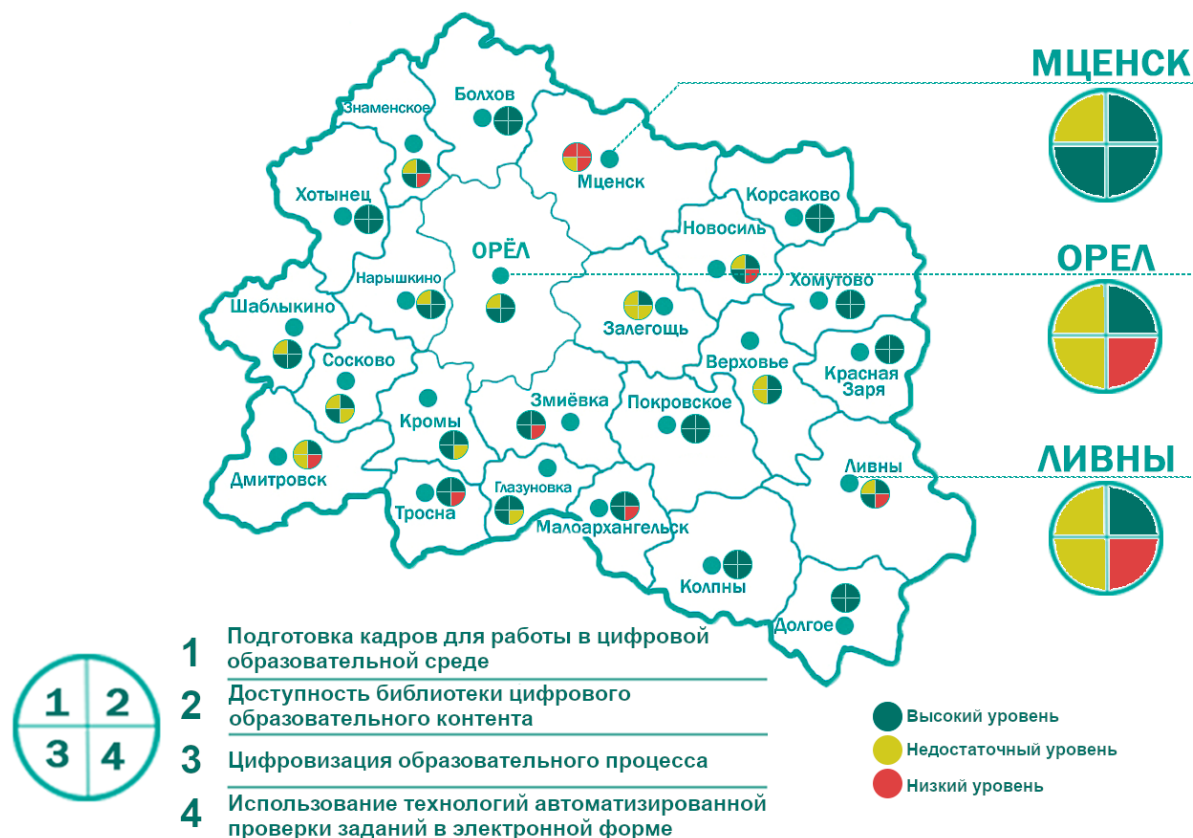 МЦЕНСК
Болхов
Знаменское
Мценск
Хотынец
Корсаково
Новосиль
ОРЁЛ
ОРЕЛ
Нарышкино
Хомутово
Шаблыкино
Залегощь
Сосково
Верховье
Красная
Заря
Змиёвка
Покровское
Кромы
ЛИВНЫ
Ливны
Дмитровск
Глазуновка
Тросна
Малоархангельск
Колпны
Долгое
1 Подготовка кадров для работы в цифровой
образовательной среде
2 Доступность библиотеки цифрового
образовательного контента
3 Цифровизация образовательного процесса
4 Использование технологий автоматизированной
проверки заданий в электронной форме
1 2
3 4
Высокий уровень
Недостаточный уровень
Низкий уровень